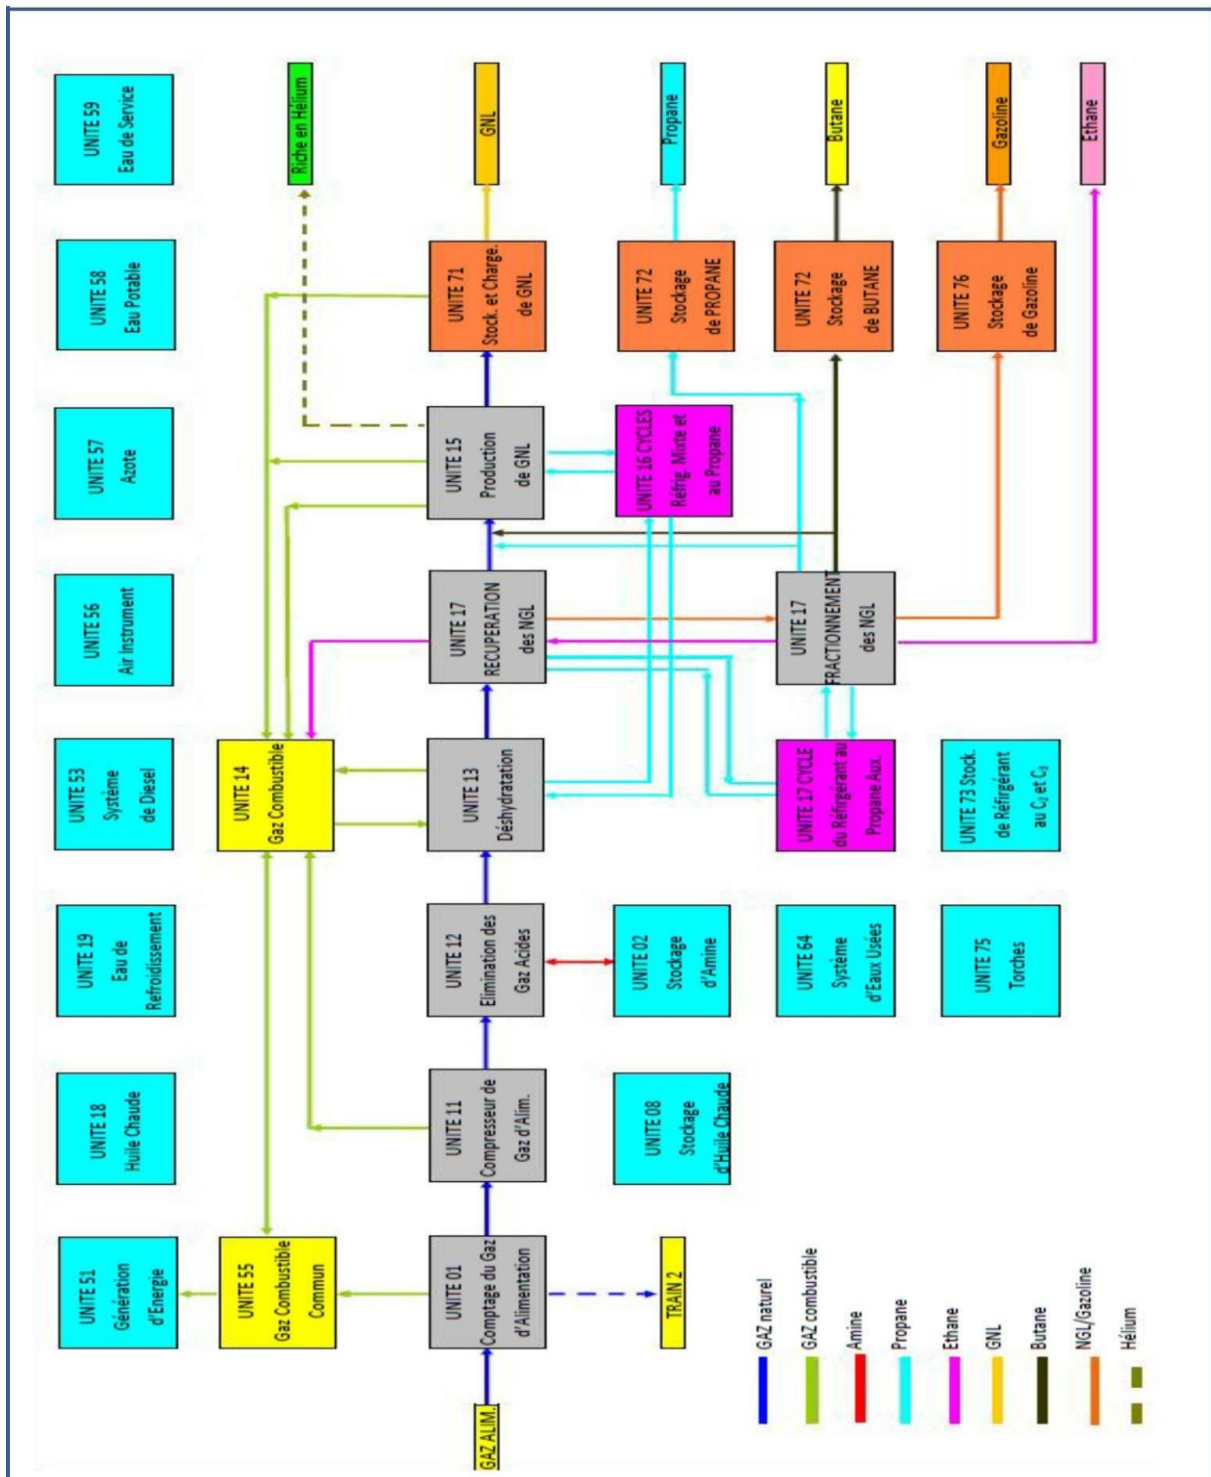 UNITE 51
Génération
d'Energie
UNITE 18
Huile Chaude
UNITE 19
Eau de
Refroidissement
UNITE 53
Système
de Diesel
UNITE 56
Air Instrument
UNITE 57
Azote
UNITE 58
Eau Potable
UNITE 59
Eau de Service
UNITE 55
Gaz Combustible
Commun
UNITE 14
Gaz Combustible
Riche en Hélium
GAZ ALIM.
UNITE 01
Comptage du Gaz
d'Alimentation
UNITE 11
Compresseur de
Gaz d'Alim.
UNITE 12
Elimination des
Gaz Acides
UNITE 13
Déshydratation
UNITE 17
RECUPERATION
des NGL
UNITE 15
Production
de GNL
UNITE 71
Stock. et Charge.
de GNL
GNL
TRAIN 2
UNITE 08
Stockage
d'Huile Chaude
UNITE 02
Stockage
d'Amine
UNITE 16 CYCLES
Réfrig. Mixte et
au Propane
UNITE 72
Stockage
de PROPANE
Propane
UNITE 64
Système
d'Eaux Usées
UNITE 17 CYCLE
du Réfirgérant au
Propane Aux.
UNITE 17
FRACTIONNEMENT
des NGL
UNITE 72
Stockage
de BUTANE
Butane
UNITE 75
Torches
UNITE 73 Stock.
de Réfirgérant
au C₂ et C₃
UNITE 76
Stockage
de Gazoline
Gazoline
Ethane
GAZ naturel
GAZ combustible
Amine
Propane
Ethane
GNL
Butane
NGL/Gazoline
Hélium